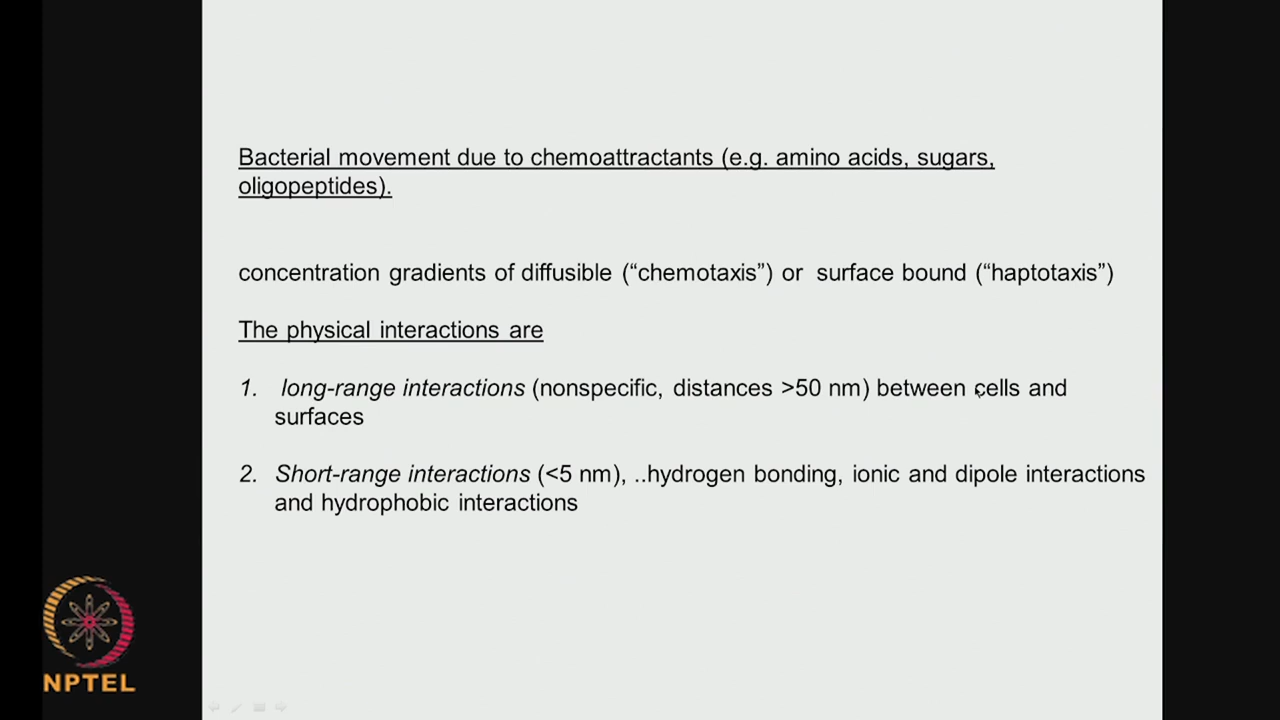 Bacterial movement due to chemoattractants (e.g. amino acids, sugars,
oligopeptides).
concentration gradients of diffusible (“chemotaxis”) or surface bound (“haptotaxis”)
The physical interactions are
1. long-range interactions (nonspecific, distances >50 nm) between cells and
surfaces
2. Short-range interactions (<5 nm), ..hydrogen bonding, ionic and dipole interactions
and hydrophobic interactions
NPTEL